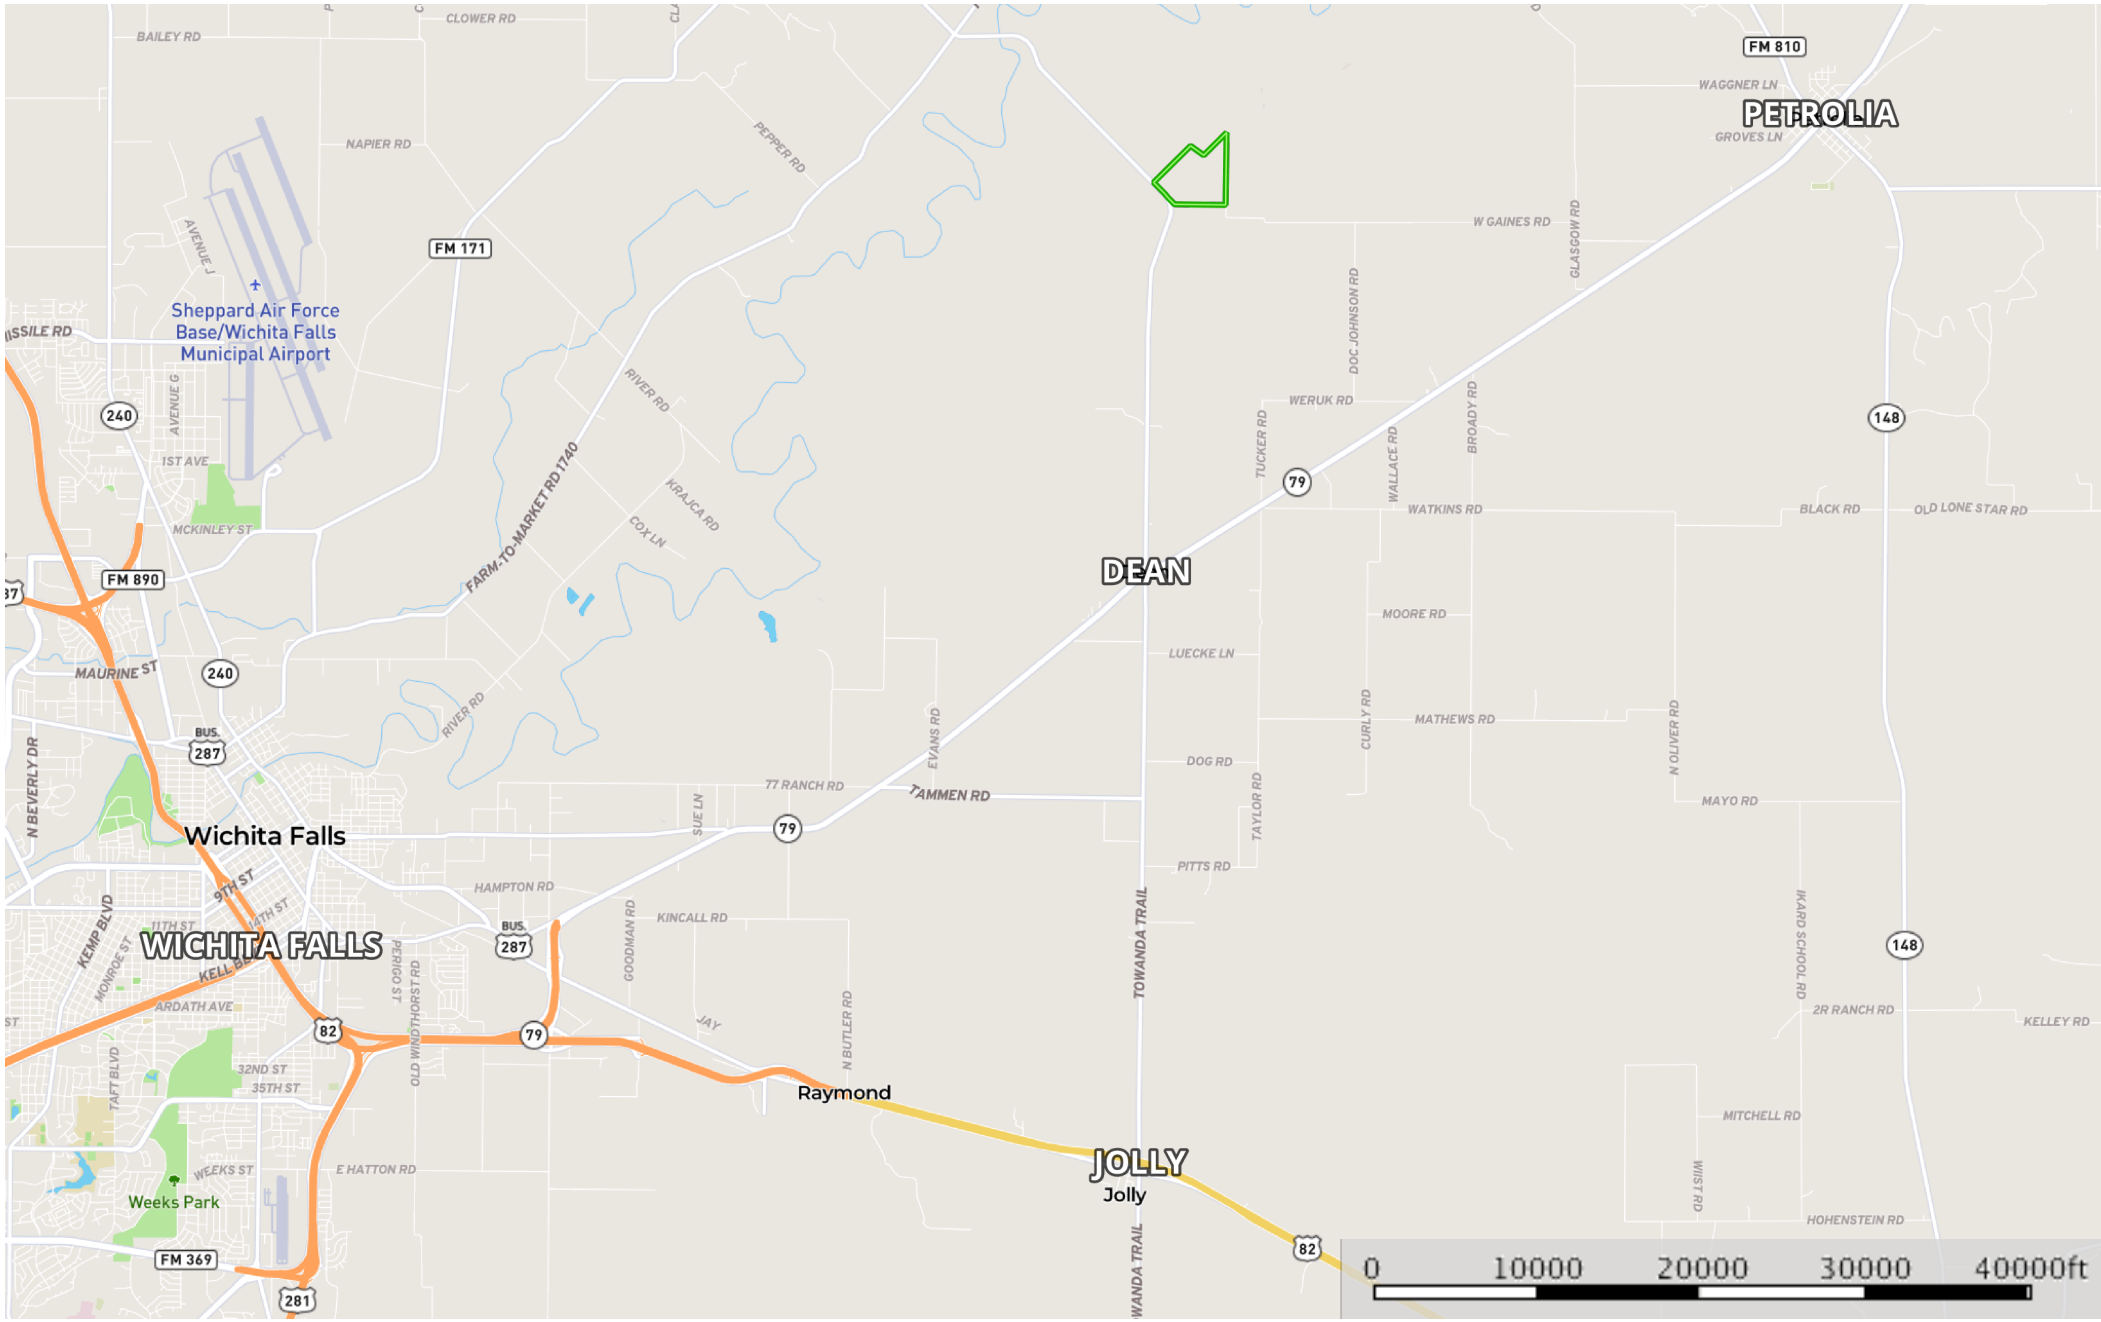 CLOWER RD
BAILEY RD
FM 810
WAGGNER LN
PETROLIA
GROVES LN
NAPIER RD
PEPPER RD
AVENUE J
FM 171
W GAINES RD
GLASGOW RD
Sheppard Air Force
Base/Wichita Falls
Municipal Airport
ISSILE RD
DOC JOHNSON RD
AVENUE G
240
RIVER RD
WERUK RD
TUCKER RD
WALLACE RD
BROADY RD
148
1ST AVE
79
KRAJCA RD
COX LN
FARM-TO-MARKET RD 1740
MCKINLEY ST
WATKINS RD
BLACK RD
OLD LONE STAR RD
FM 890
87
DEAN
MOORE RD
LUECKE LN
MAURINE ST
240
RIVER RD
EVANS RD
CURLY RD
MATHEWS RD
N OLIVER RD
BUS.
287
N BEVERLY DR
77 RANCH RD
TAMMEN RD
DOG RD
TAYLOR RD
MAYO RD
SUE LN
79
Wichita Falls
PITTS RD
9TH ST
HAMPTON RD
14TH ST
11TH ST
KEMP BLVD
MONROE ST
WICHITA FALLS
KELL BL
PERIGO ST
OLD WINDTHORST RD
BUS.
287
GOODMAN RD
KINCALL RD
TOWANDA TRAIL
IKARD SCHOOL RD
148
ARDATH AVE
ST
82
79
JAY
N BUTLER RD
2R RANCH RD
KELLEY RD
TAFT BLVD
32ND ST
35TH ST
Raymond
MITCHELL RD
WEEKS ST
E HATTON RD
JOLLY
Jolly
WIST RD
Weeks Park
HOHENSTEIN RD
FM 369
82
WANDA TRAIL
281
0 10000 20000 30000 40000ft